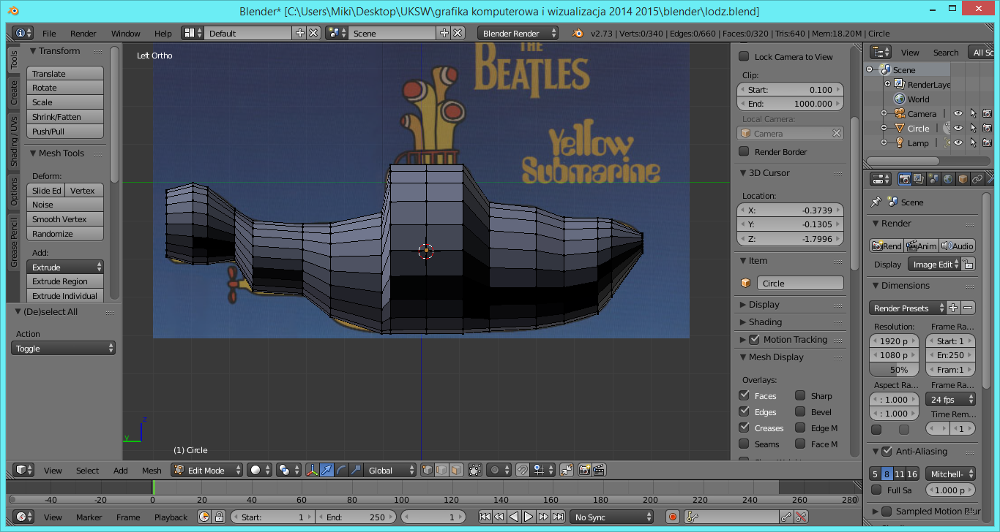 Blender* [C:\Users\Miki\Desktop\UKSW\grafika komputerowa i wizualizacja 2014 2015\blender\lodz.blend]
File Render Window Help Default Scene Blender Render v2.73 | Verts:0/340 | Edges:0/660 | Faces:0/320 | Tris:640 | Mem:18.20M | Circle
Tools
Create
Shading / UVs
Options
Grease Pencil
Transform
Translate
Rotate
Scale
Shrink/Fatten
Push/Pull
Mesh Tools
Deform:
Slide Ed Vertex
Noise
Smooth Vertex
Randomize
Add:
Extrude
Extrude Region
Extrude Individual
(De)select All
Action
Toggle
Left Ortho
THE
BEATLES
Yellow
Submarine
z
y
(1) Circle
Lock Camera to View
Clip:
Start: 0.100
End: 1000.000
Local Camera:
Camera
Render Border
3D Cursor
Location:
X: -0.3739
Y: -0.1305
Z: -1.7996
Item
Circle
Display
Shading
Motion Tracking
Mesh Display
Overlays:
Faces Sharp
Edges Bevel
Creases Edge M
Seams Face M
View Search All Sc
Scene
RenderLaye
World
Camera
Circle
Lamp
Scene
Render
Rend Anim Audio
Display Image Edit
Dimensions
Render Presets
Resolution: Frame Ra...
1920 p Start: 1
1080 p En:250
50% Fram:1
Aspect Ra... Frame Ra...
: 1.000 24 fps
: 1.000 Time Rem...
1
Anti-Aliasing
5 8 11 16 Mitchell-
Full Sa 1.000 p
Sampled Motion Blur
View Select Add Mesh Edit Mode Global
-40 -20 0 20 40 60 80 100 120 140 160 180 200 220 240 260 280
View Marker Frame Playback Start: 1 End: 250 1 No Sync